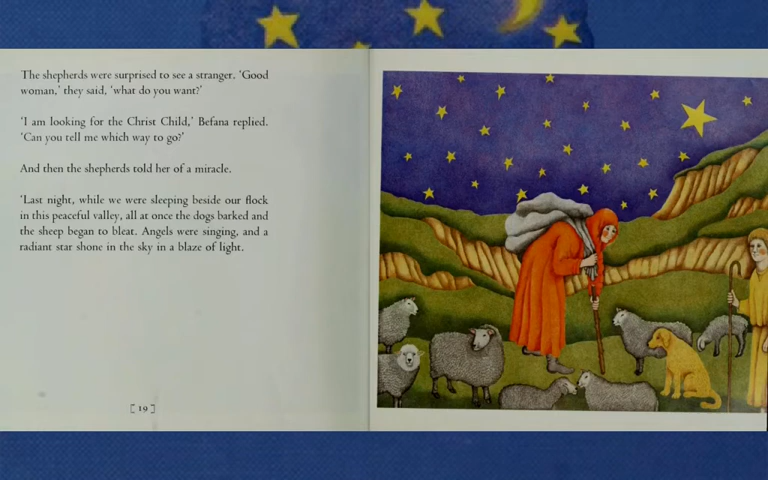 The shepherds were surprised to see a stranger. ‘Good
woman,’ they said, ‘what do you want?’
‘I am looking for the Christ Child,’ Befana replied.
‘Can you tell me which way to go?’
And then the shepherds told her of a miracle.
‘Last night, while we were sleeping beside our flock
in this peaceful valley, all at once the dogs barked and
the sheep began to bleat. Angels were singing, and a
radiant star shone in the sky in a blaze of light.
[ 19 ]